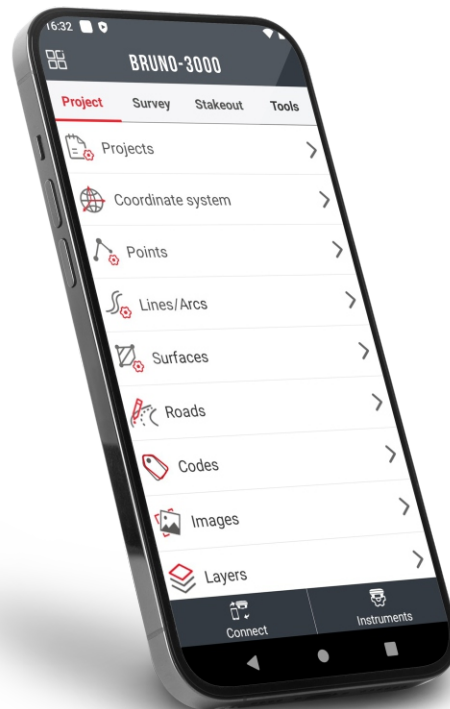 16:32
BRUNO-3000
Project Survey Stakeout Tools
Projects
Coordinate system
Points
Lines/Arcs
Surfaces
Roads
Codes
Images
Layers
Connect Instruments